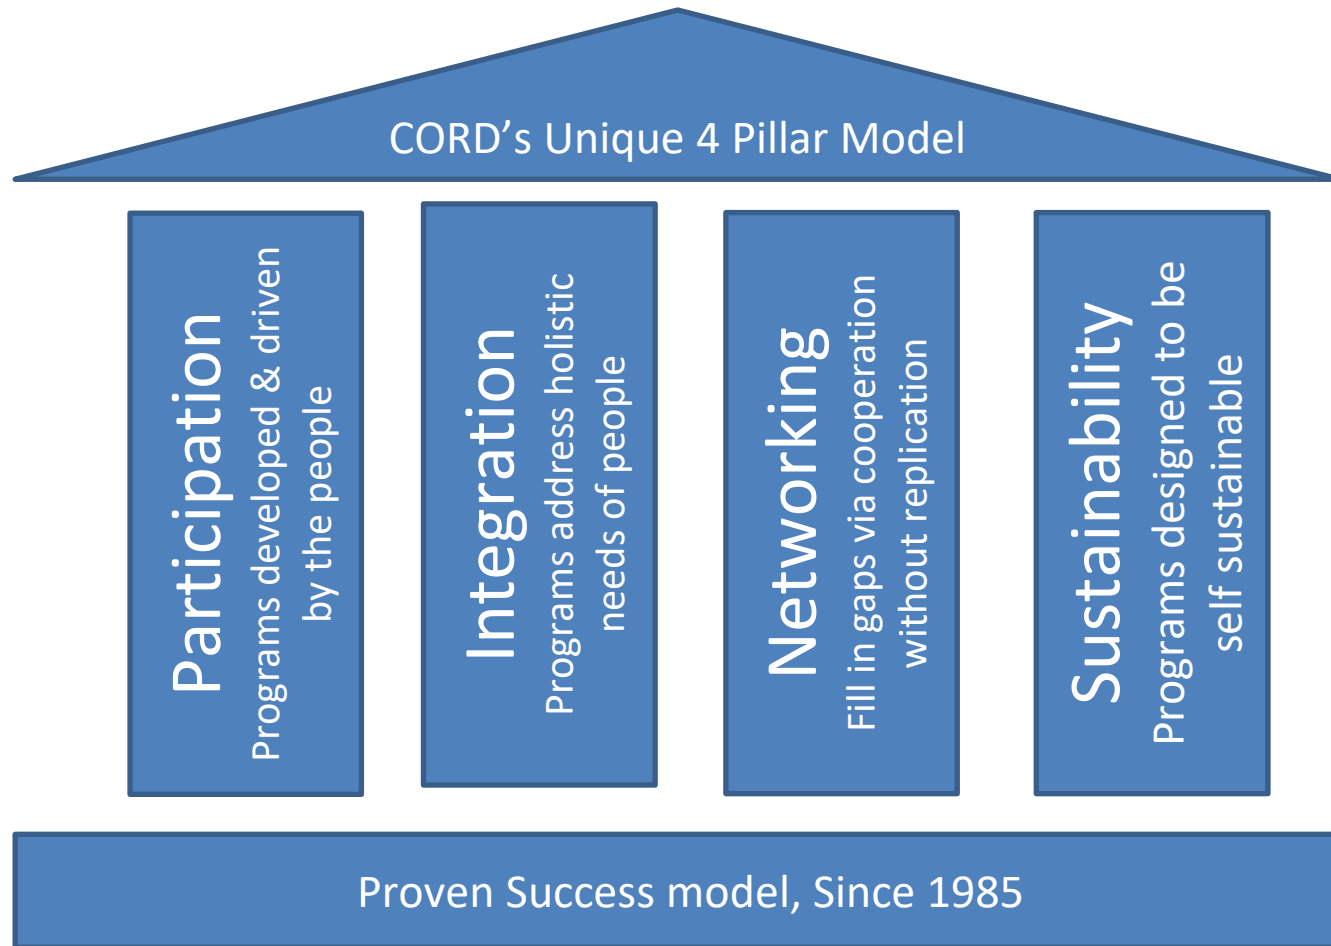 CORD’s Unique 4 Pillar Model
Participation
Programs developed & driven
by the people
Integration
Programs address holistic
needs of people
Networking
Fill in gaps via cooperation
without replication
Sustainability
Programs designed to be
self sustainable
Proven Success model, Since 1985